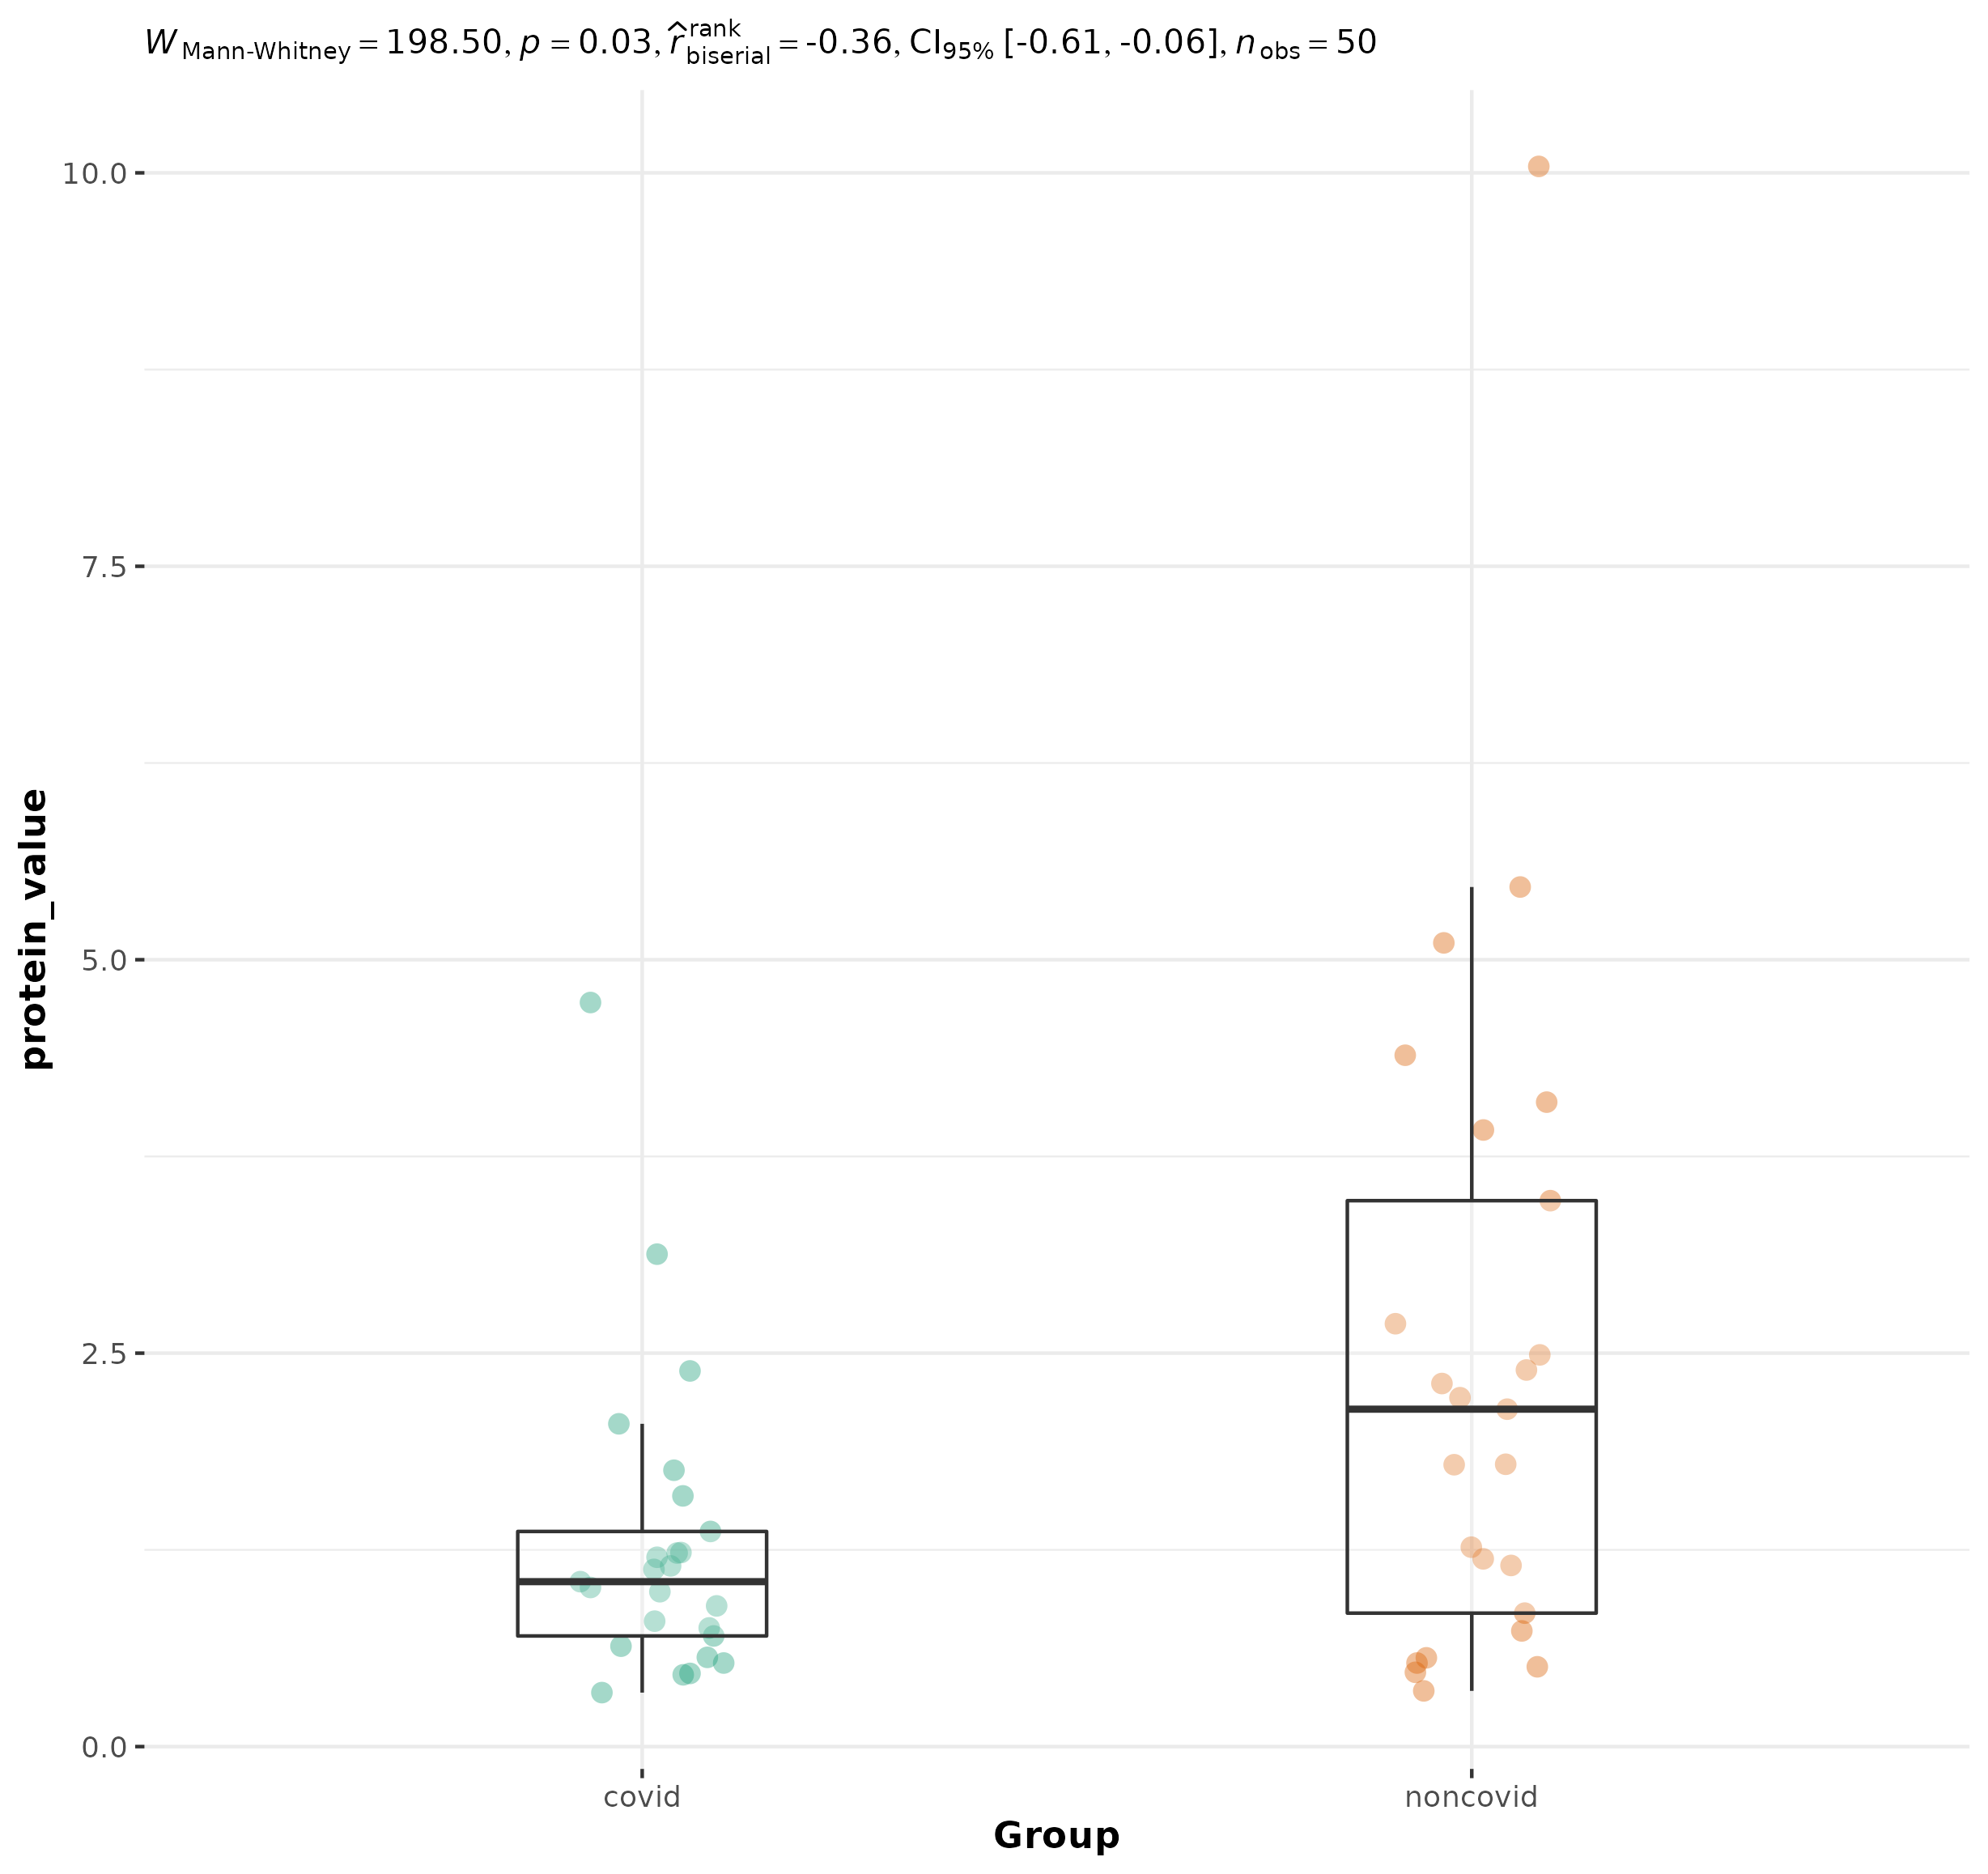 W Mann-Whitney = 198.50, p = 0.03, r̂ rank biserial = -0.36, CI95% [-0.61, -0.06], n obs = 50
10.0
7.5
5.0
2.5
0.0
protein_value
covid
noncovid
Group